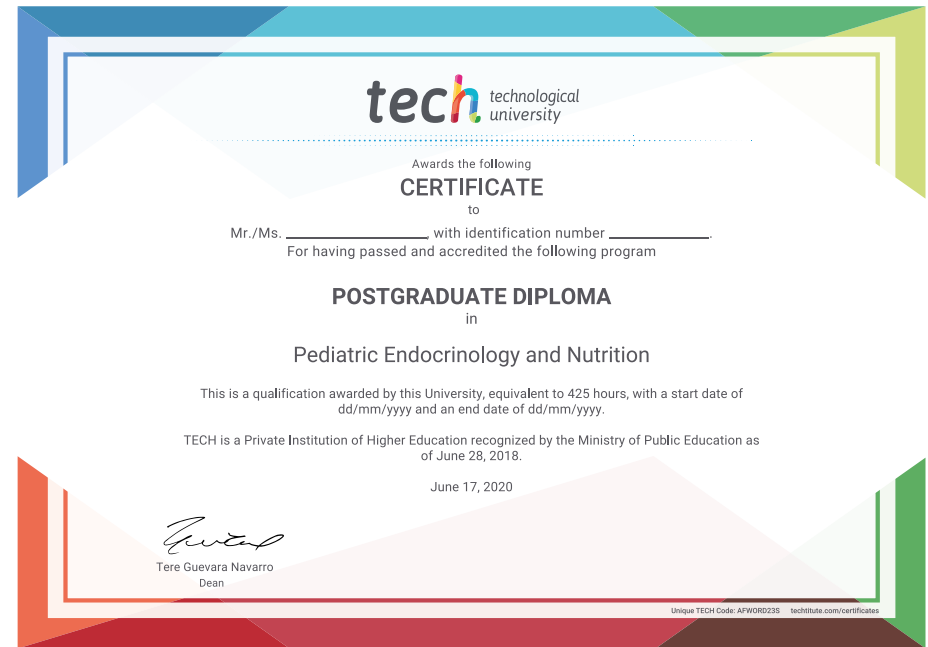 tech technological
university
Awards the following
CERTIFICATE
to
Mr./Ms. ____________________, with identification number ______________.
For having passed and accredited the following program
POSTGRADUATE DIPLOMA
in
Pediatric Endocrinology and Nutrition
This is a qualification awarded by this University, equivalent to 425 hours, with a start date of
dd/mm/yyyy and an end date of dd/mm/yyyy.
TECH is a Private Institution of Higher Education recognized by the Ministry of Public Education as
of June 28, 2018.
June 17, 2020
Tere Guevara Navarro
Dean
Unique TECH Code: AFWORD23S techtitute.com/certificates